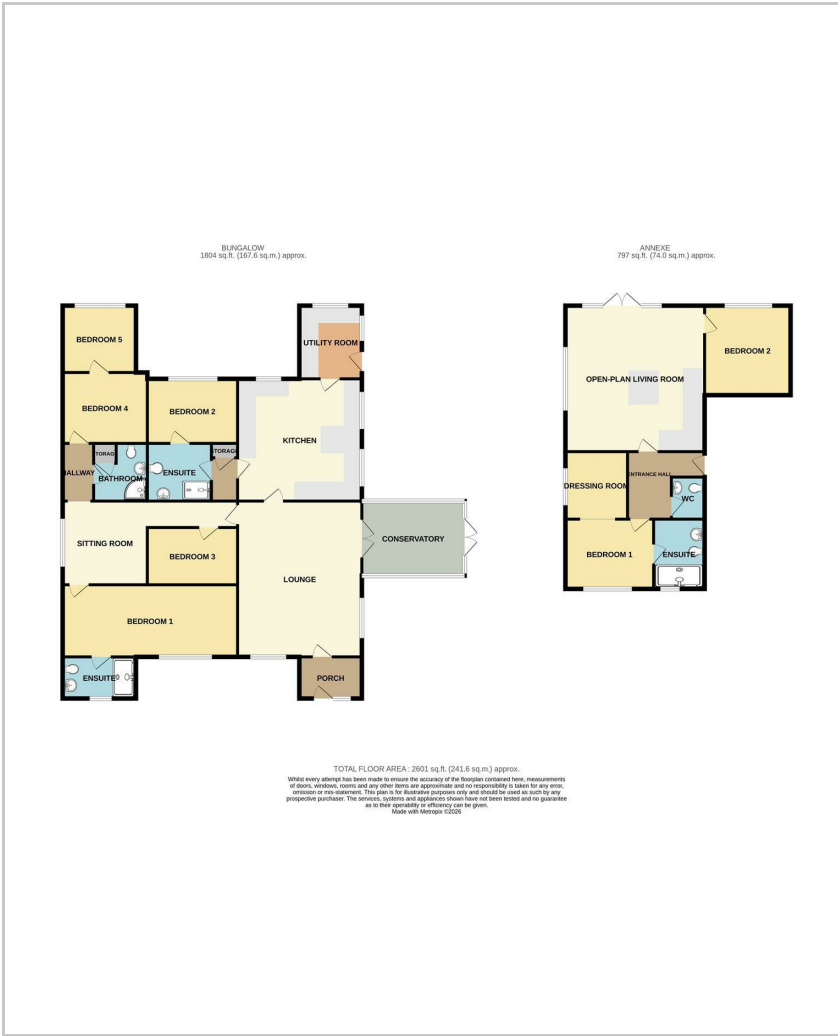 BUNGALOW
1804 sq.ft. (167.6 sq.m.) approx.
BEDROOM 5
UTILITY ROOM
BEDROOM 4
BEDROOM 2
KITCHEN
STORAGE
STORAG
HALLWAY
BATHROOM
ENSUITE
SITTING ROOM
BEDROOM 3
CONSERVATORY
LOUNGE
BEDROOM 1
ENSUITE
PORCH
ANNEXE
797 sq.ft. (74.0 sq.m.) approx.
BEDROOM 2
OPEN-PLAN LIVING ROOM
ENTRANCE HALL
DRESSING ROOM
WC
BEDROOM 1
ENSUITE
TOTAL FLOOR AREA : 2601 sq.ft. (241.6 sq.m.) approx.
Whilst every attempt has been made to ensure the accuracy of the floorplan contained here, measurements
of doors, windows, rooms and any other items are approximate and no responsibility is taken for any error,
omission or mis-statement. This plan is for illustrative purposes only and should be used as such by any
prospective purchaser. The services, systems and appliances shown have not been tested and no guarantee
as to their operability or efficiency can be given.
Made with Metropix ©2026